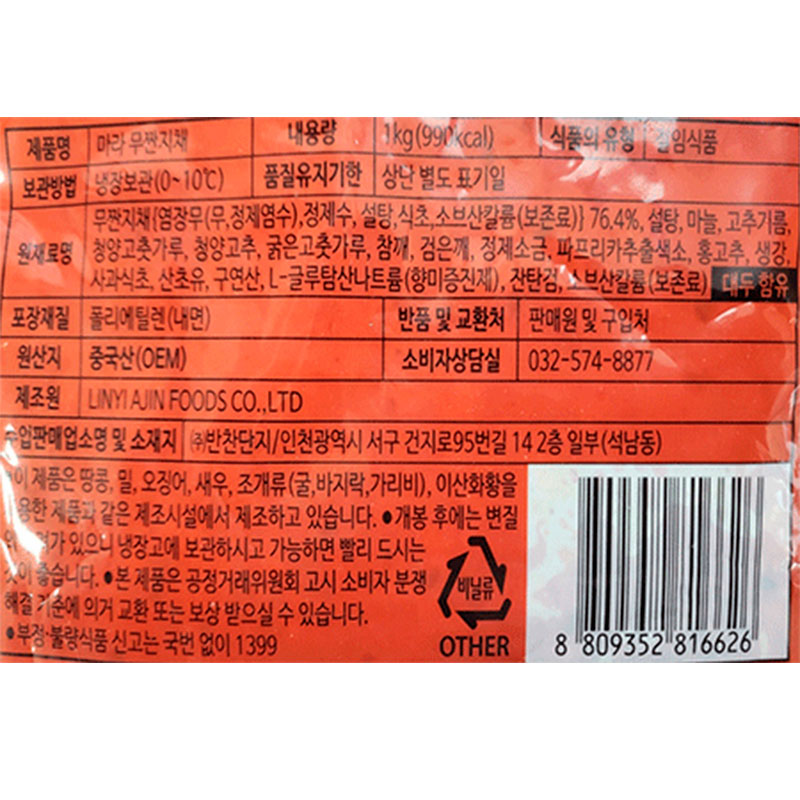 제품명 마라 무짠지채 내용량 1kg(990kcal) 식품의 유형 절임식품
보관방법 냉장보관(0~10℃) 품질유지기한 상난 별도 표기일
원재료명 무짠지채{염장무(무,정제염수),정제수, 설탕,식초,소브산칼륨(보존료)} 76.4%, 설탕, 마늘, 고추기름,
청양고춧가루, 청양고추, 굵은고춧가루, 참깨, 검은깨, 정제소금, 파프리카추출색소, 홍고추, 생강,
사과식초, 산초유, 구연산, L-글루탐산나트륨(향미증진제), 잔탄검, 소브산칼륨(보존료) 대두 함유
포장재질 폴리에틸렌(내면) 반품 및 교환처 판매원 및 구입처
원산지 중국산(OEM) 소비자상담실 032-574-8877
제조원 LINYI AJIN FOODS CO.,LTD
수입판매업소명 및 소재지 ㈜반찬단지/인천광역시 서구 건지로95번길 14 2층 일부(석남동)
이 제품은 땅콩, 밀, 오징어, 새우, 조개류(굴,바지락,가리비), 이산화황을
용한 제품과 같은 제조시설에서 제조하고 있습니다. ●개봉 후에는 변질
있으니 냉장고에 보관하시고 가능하면 빨리 드시는
것이 좋습니다. ●본 제품은 공정거래위원회 고시 소비자 분쟁
해결 기준에 의거 교환 또는 보상 받으실 수 있습니다.
●부정·불량식품 신고는 국번 없이 1399
비닐류
OTHER
8 809352 816626